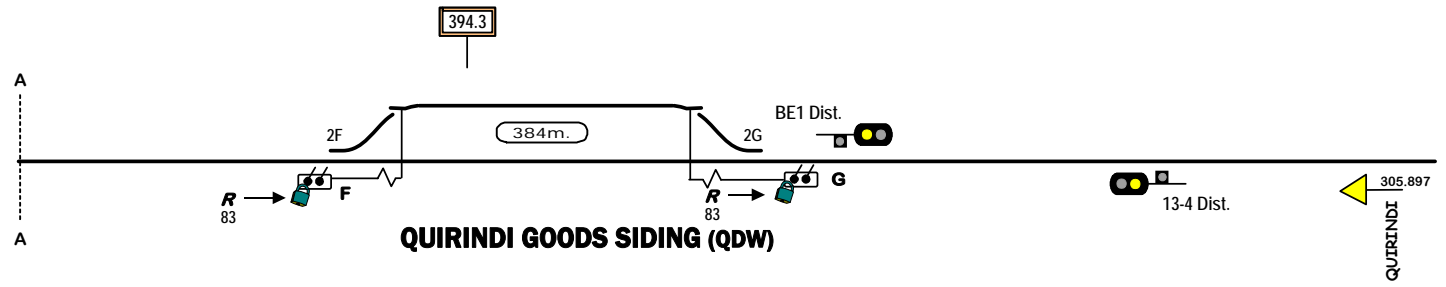 394.3
A
BE1 Dist.
2F
384m.
2G
F
G
R
83
R
83
13-4 Dist.
305.897
QUIRINDI
A
QUIRINDI GOODS SIDING (QDW)